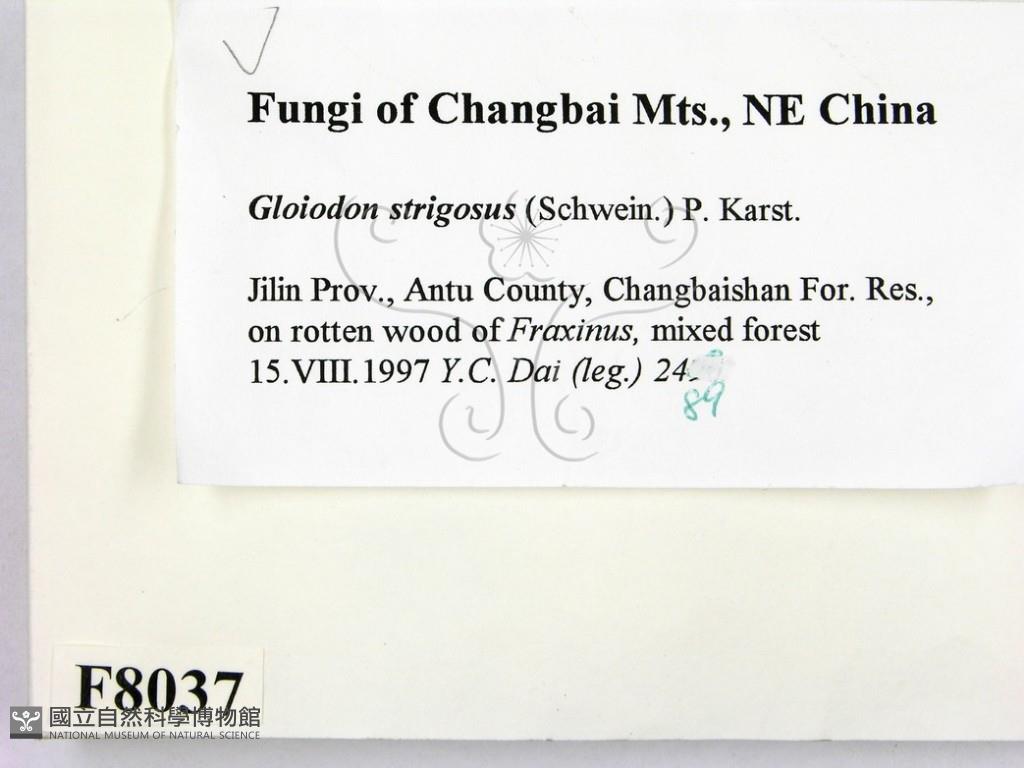 Fungi of Changbai Mts., NE China
Gloiodon strigosus (Schwein.) P. Karst.
Jilin Prov., Antu County, Changbaishan For. Res.,
on rotten wood of Fraxinus, mixed forest
15.VIII.1997 Y.C. Dai (leg.) 24
89
F8037
國立自然科學博物館
NATIONAL MUSEUM OF NATURAL SCIENCE